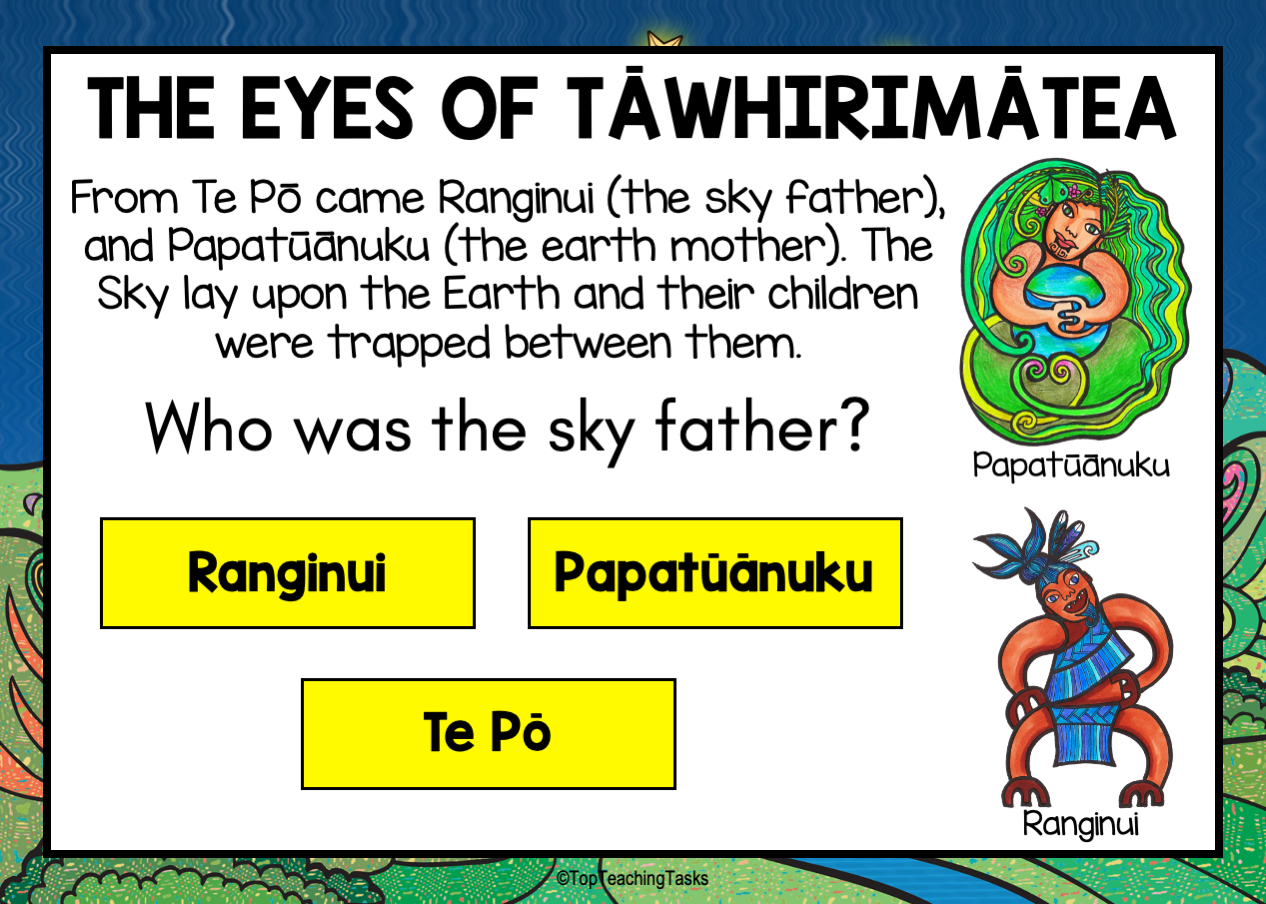 THE EYES OF TĀWHIRIMĀTEA
From Te Pō came Ranginui (the sky father),
and Papatūānuku (the earth mother). The
Sky lay upon the Earth and their children
were trapped between them.
Who was the sky father?
Papatūānuku
Ranginui
Papatūānuku
Te Pō
Ranginui
©TopTeachingTasks